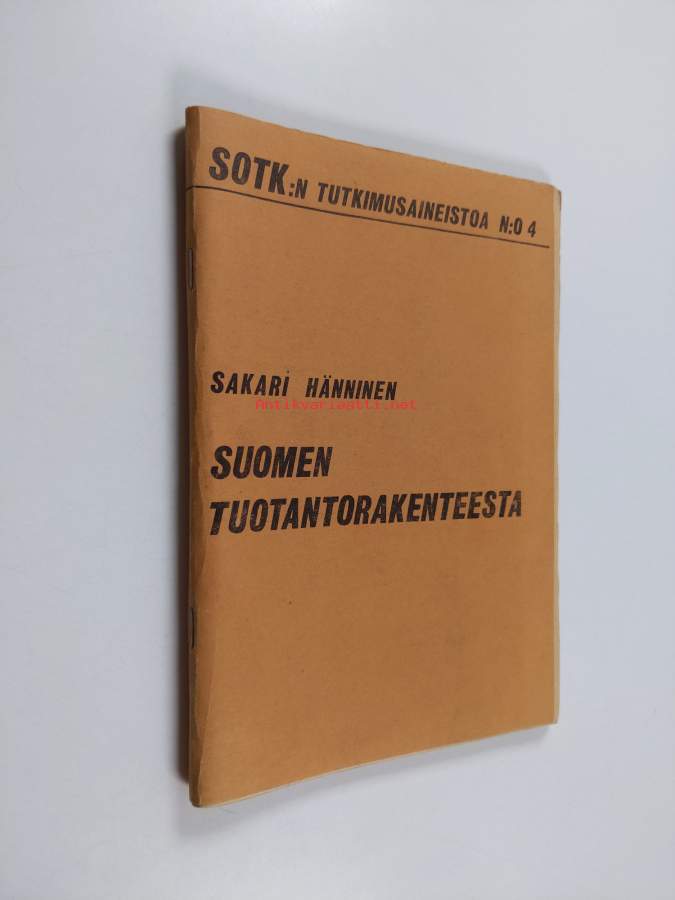 SOTK:N TUTKIMUSAINEISTOA N:O 4
SAKARI HÄNNINEN
Antikvariaatti.net
SUOMEN
TUOTANTORAKENTEESTA